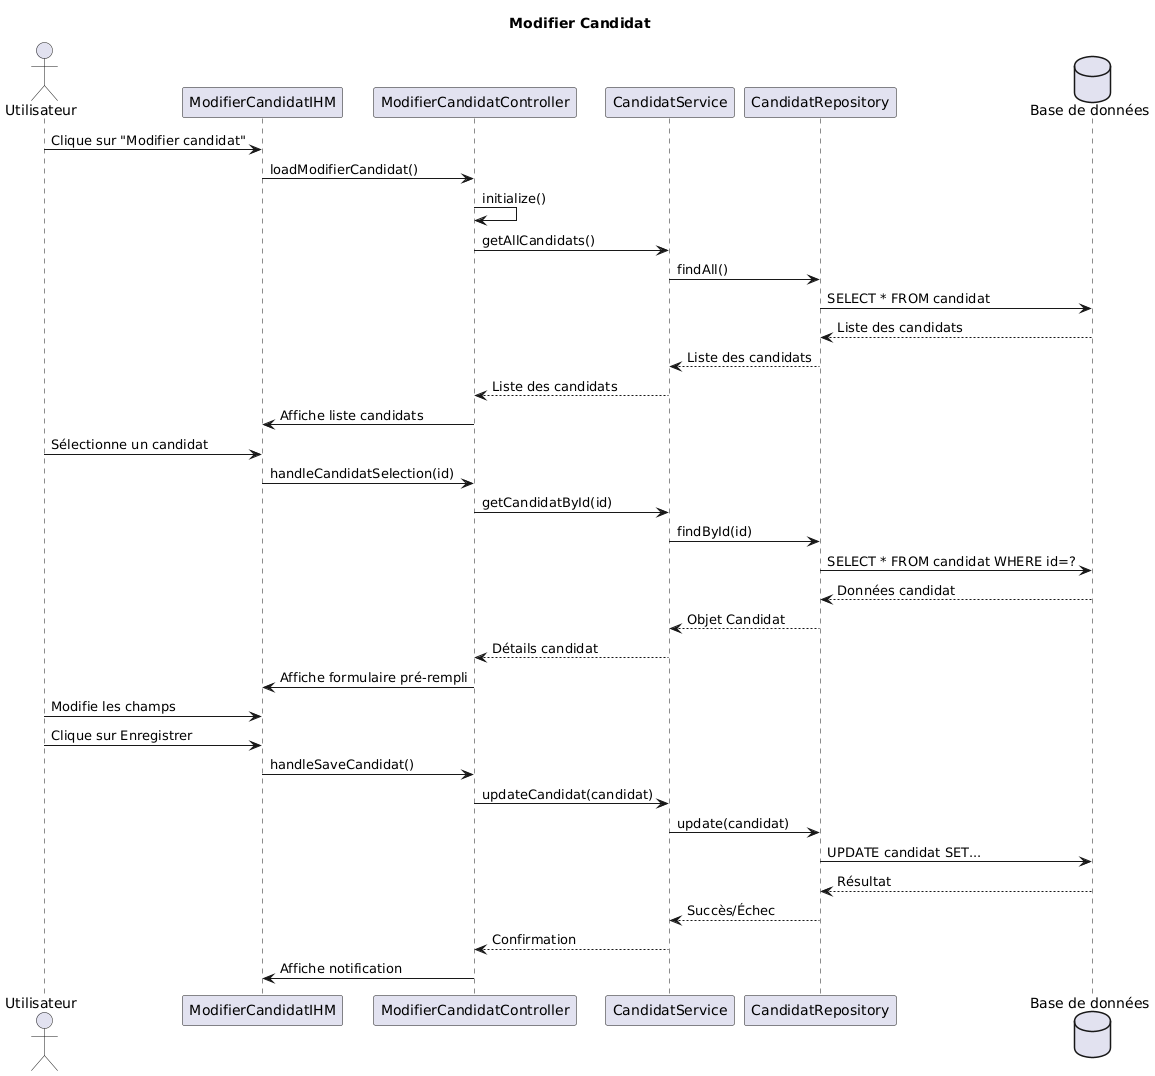 Modifier Candidat
Utilisateur
ModifierCandidatIHM
ModifierCandidatController
CandidatService
CandidatRepository
Base de données
Clique sur "Modifier candidat"
loadModifierCandidat()
initialize()
getAllCandidats()
findAll()
SELECT * FROM candidat
Liste des candidats
Liste des candidats
Liste des candidats
Affiche liste candidats
Sélectionne un candidat
handleCandidatSelection(id)
getCandidatById(id)
findById(id)
SELECT * FROM candidat WHERE id=?
Données candidat
Objet Candidat
Détails candidat
Affiche formulaire pré-rempli
Modifie les champs
Clique sur Enregistrer
handleSaveCandidat()
updateCandidat(candidat)
update(candidat)
UPDATE candidat SET...
Résultat
Succès/Échec
Confirmation
Affiche notification
Utilisateur
ModifierCandidatIHM
ModifierCandidatController
CandidatService
CandidatRepository
Base de données